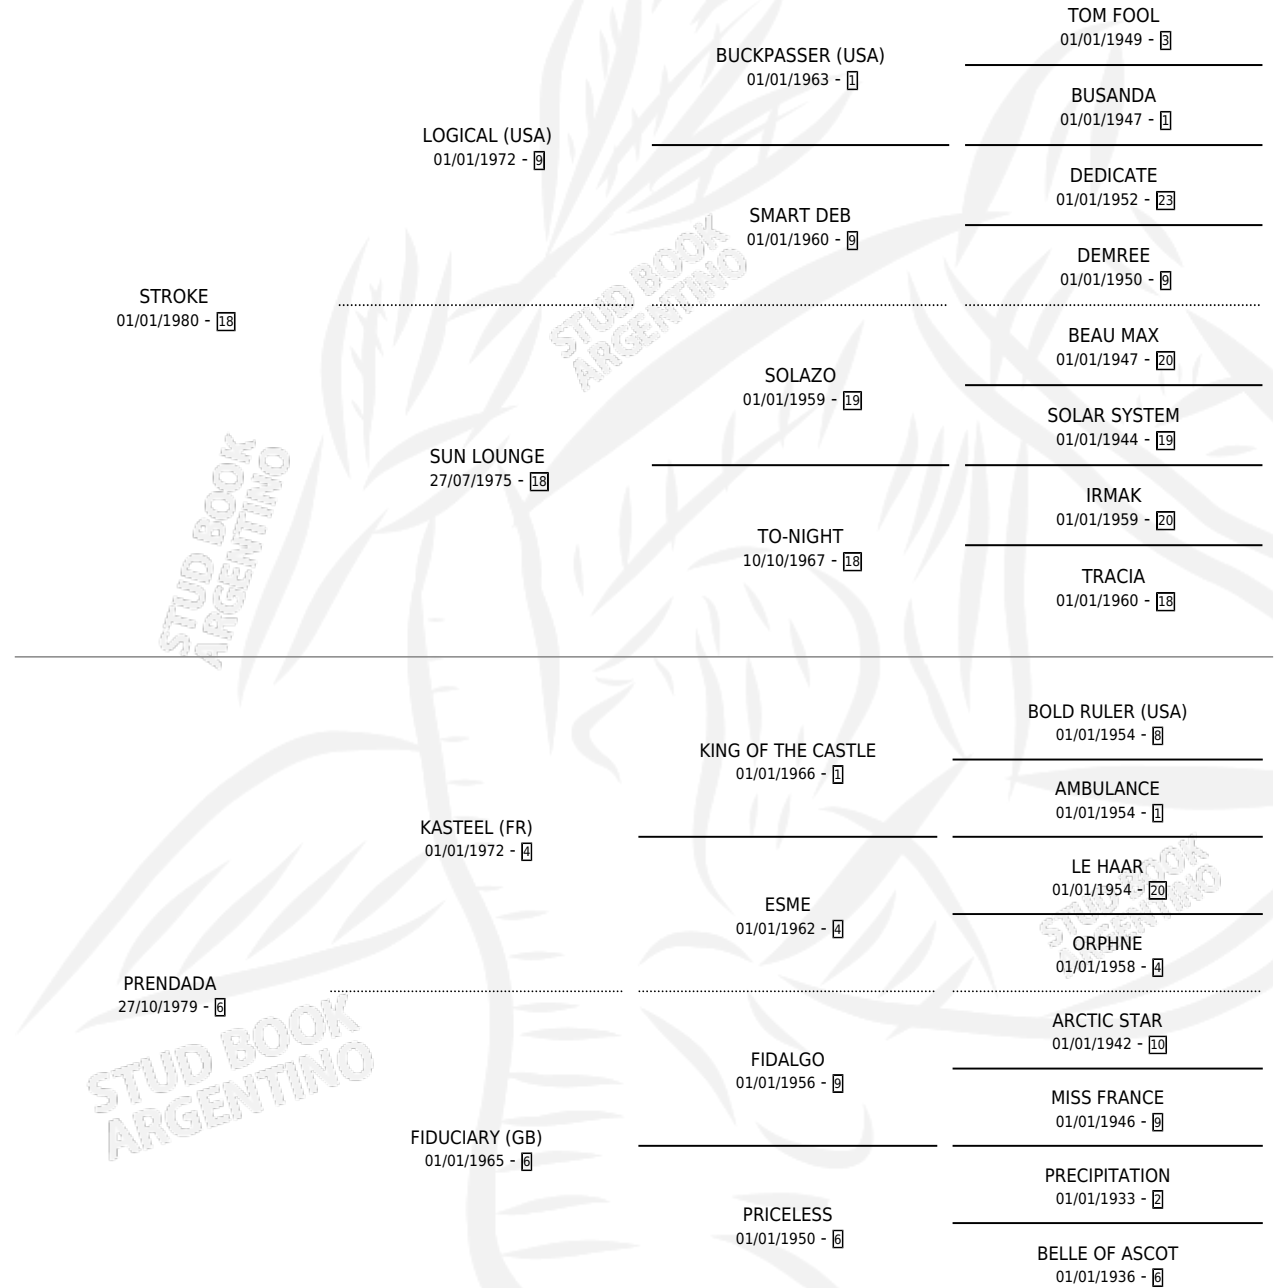 TOM FOOL
01/01/1949 - 3
BUCKPASSER (USA)
01/01/1963 - 1
BUSANDA
01/01/1947 - 1
LOGICAL (USA)
01/01/1972 - 9
DEDICATE
01/01/1952 - 23
SMART DEB
01/01/1960 - 9
DEMREE
01/01/1950 - 9
STROKE
01/01/1980 - 18
BEAU MAX
01/01/1947 - 20
SOLAZO
01/01/1959 - 19
SOLAR SYSTEM
01/01/1944 - 19
SUN LOUNGE
27/07/1975 - 18
IRMAK
01/01/1959 - 20
TO-NIGHT
10/10/1967 - 18
TRACIA
01/01/1960 - 18
BOLD RULER (USA)
01/01/1954 - 8
KING OF THE CASTLE
01/01/1966 - 1
AMBULANCE
01/01/1954 - 1
KASTEEL (FR)
01/01/1972 - 4
LE HAAR
01/01/1954 - 20
ESME
01/01/1962 - 4
ORPHNE
01/01/1958 - 4
PRENDADA
27/10/1979 - 6
ARCTIC STAR
01/01/1942 - 10
FIDALGO
01/01/1956 - 9
MISS FRANCE
01/01/1946 - 9
FIDUCIARY (GB)
01/01/1965 - 6
PRECIPITATION
01/01/1933 - 2
PRICELESS
01/01/1950 - 6
BELLE OF ASCOT
01/01/1936 - 6
STUD BOOK
ARGENTINO
STUD BOOK
ARGENTINO
STUD BOOK
ARGENTINO
STUD BOOK
ARGENTINO